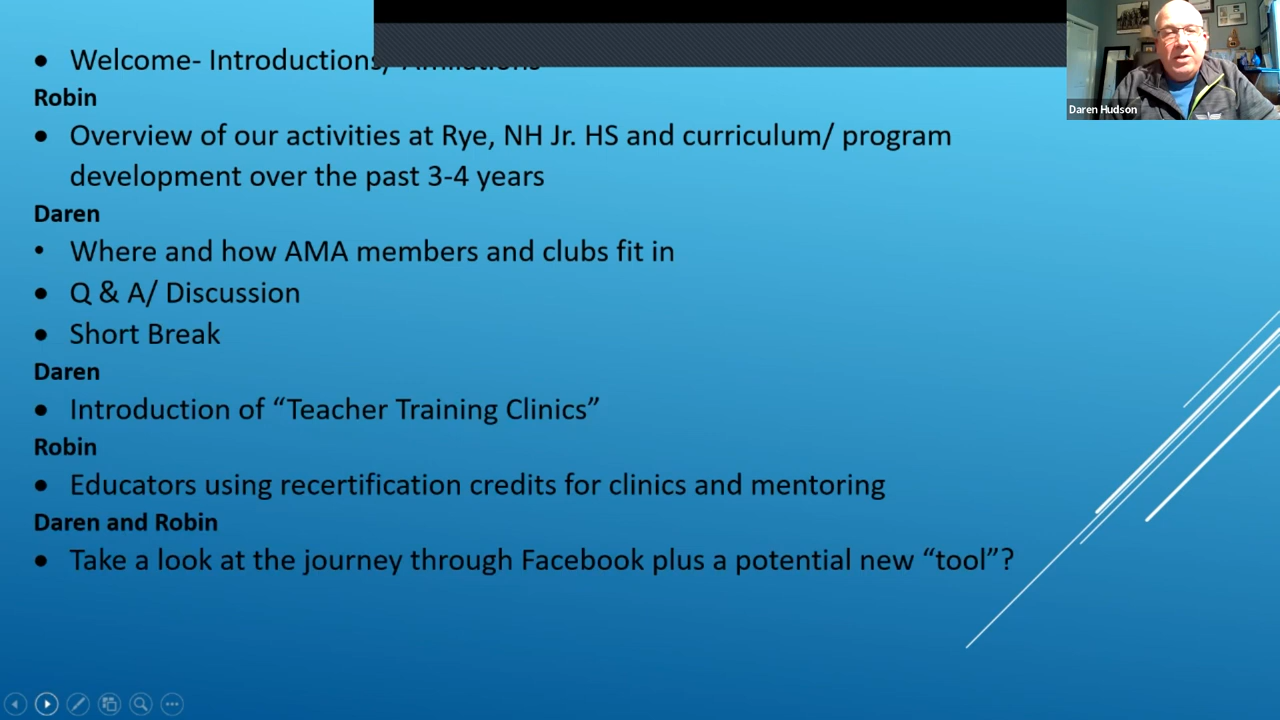 • Welcome- Introductions/ Affiliations
Robin
• Overview of our activities at Rye, NH Jr. HS and curriculum/ program
development over the past 3-4 years
Daren
• Where and how AMA members and clubs fit in
• Q & A/ Discussion
• Short Break
Daren
• Introduction of “Teacher Training Clinics”
Robin
• Educators using recertification credits for clinics and mentoring
Daren and Robin
• Take a look at the journey through Facebook plus a potential new “tool”?
Daren Hudson